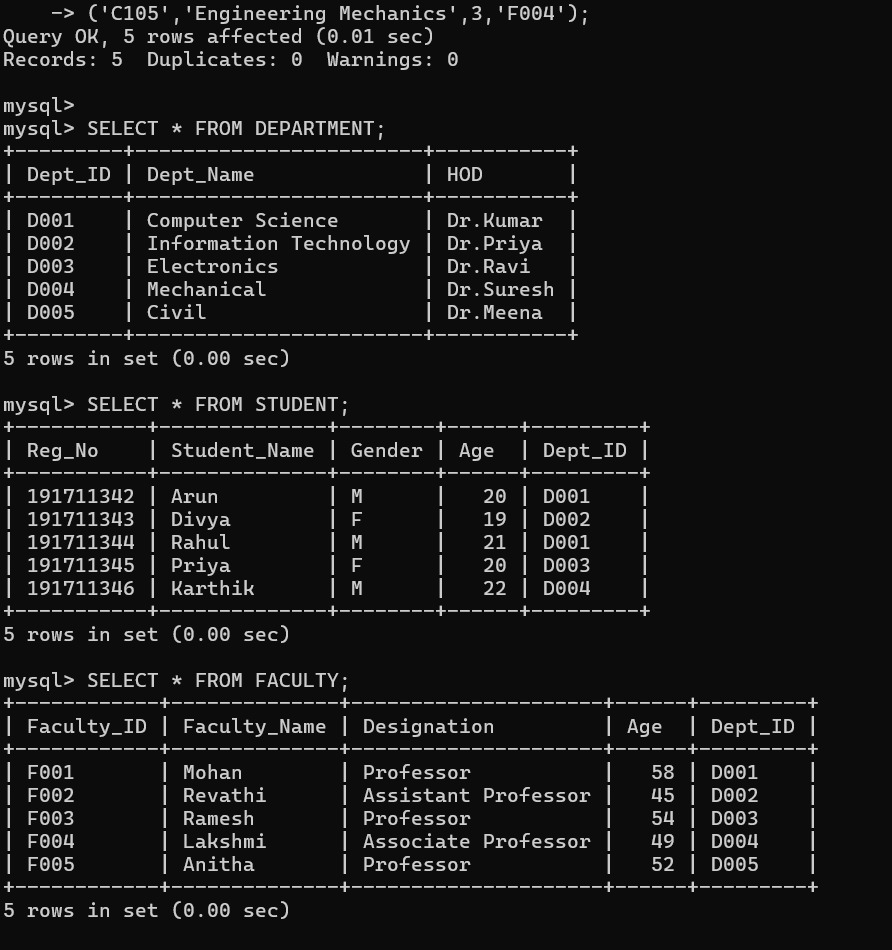 -> ('C105','Engineering Mechanics',3,'F004');
Query OK, 5 rows affected (0.01 sec)
Records: 5  Duplicates: 0  Warnings: 0

mysql>
mysql> SELECT * FROM DEPARTMENT;
+---------+------------------------+-----------+
| Dept_ID | Dept_Name              | HOD       |
+---------+------------------------+-----------+
| D001    | Computer Science       | Dr.Kumar  |
| D002    | Information Technology | Dr.Priya  |
| D003    | Electronics            | Dr.Ravi   |
| D004    | Mechanical             | Dr.Suresh |
| D005    | Civil                  | Dr.Meena  |
+---------+------------------------+-----------+
5 rows in set (0.00 sec)

mysql> SELECT * FROM STUDENT;
+-----------+--------------+--------+------+---------+
| Reg_No    | Student_Name | Gender | Age  | Dept_ID |
+-----------+--------------+--------+------+---------+
| 191711342 | Arun         | M      |   20 | D001    |
| 191711343 | Divya        | F      |   19 | D002    |
| 191711344 | Rahul        | M      |   21 | D001    |
| 191711345 | Priya        | F      |   20 | D003    |
| 191711346 | Karthik      | M      |   22 | D004    |
+-----------+--------------+--------+------+---------+
5 rows in set (0.00 sec)

mysql> SELECT * FROM FACULTY;
+------------+--------------+---------------------+------+---------+
| Faculty_ID | Faculty_Name | Designation         | Age  | Dept_ID |
+------------+--------------+---------------------+------+---------+
| F001       | Mohan        | Professor           |   58 | D001    |
| F002       | Revathi      | Assistant Professor |   45 | D002    |
| F003       | Ramesh       | Professor           |   54 | D003    |
| F004       | Lakshmi      | Associate Professor |   49 | D004    |
| F005       | Anitha       | Professor           |   52 | D005    |
+------------+--------------+---------------------+------+---------+
5 rows in set (0.00 sec)